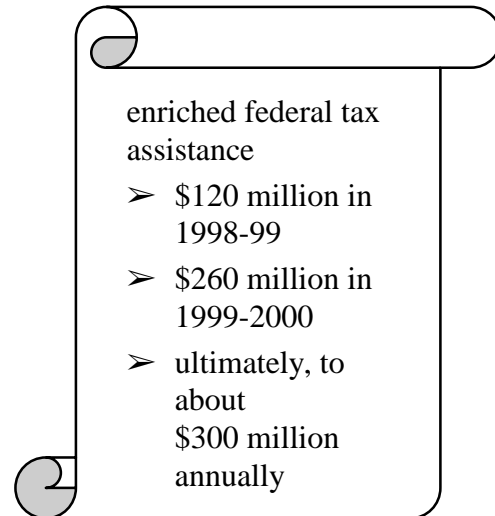 enriched federal tax
assistance
➢ $120 million in
1998-99
➢ $260 million in
1999-2000
➢ ultimately, to
about
$300 million
annually